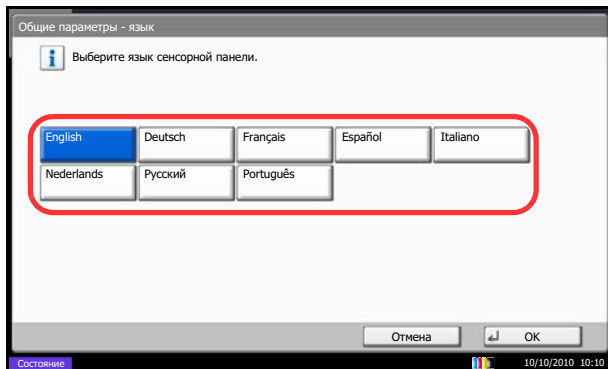 Общие параметры - язык
Выберите язык сенсорной панели.
English Deutsch Français Español Italiano
Nederlands Русский Português
Отмена OK
Состояние 10/10/2010 10:10